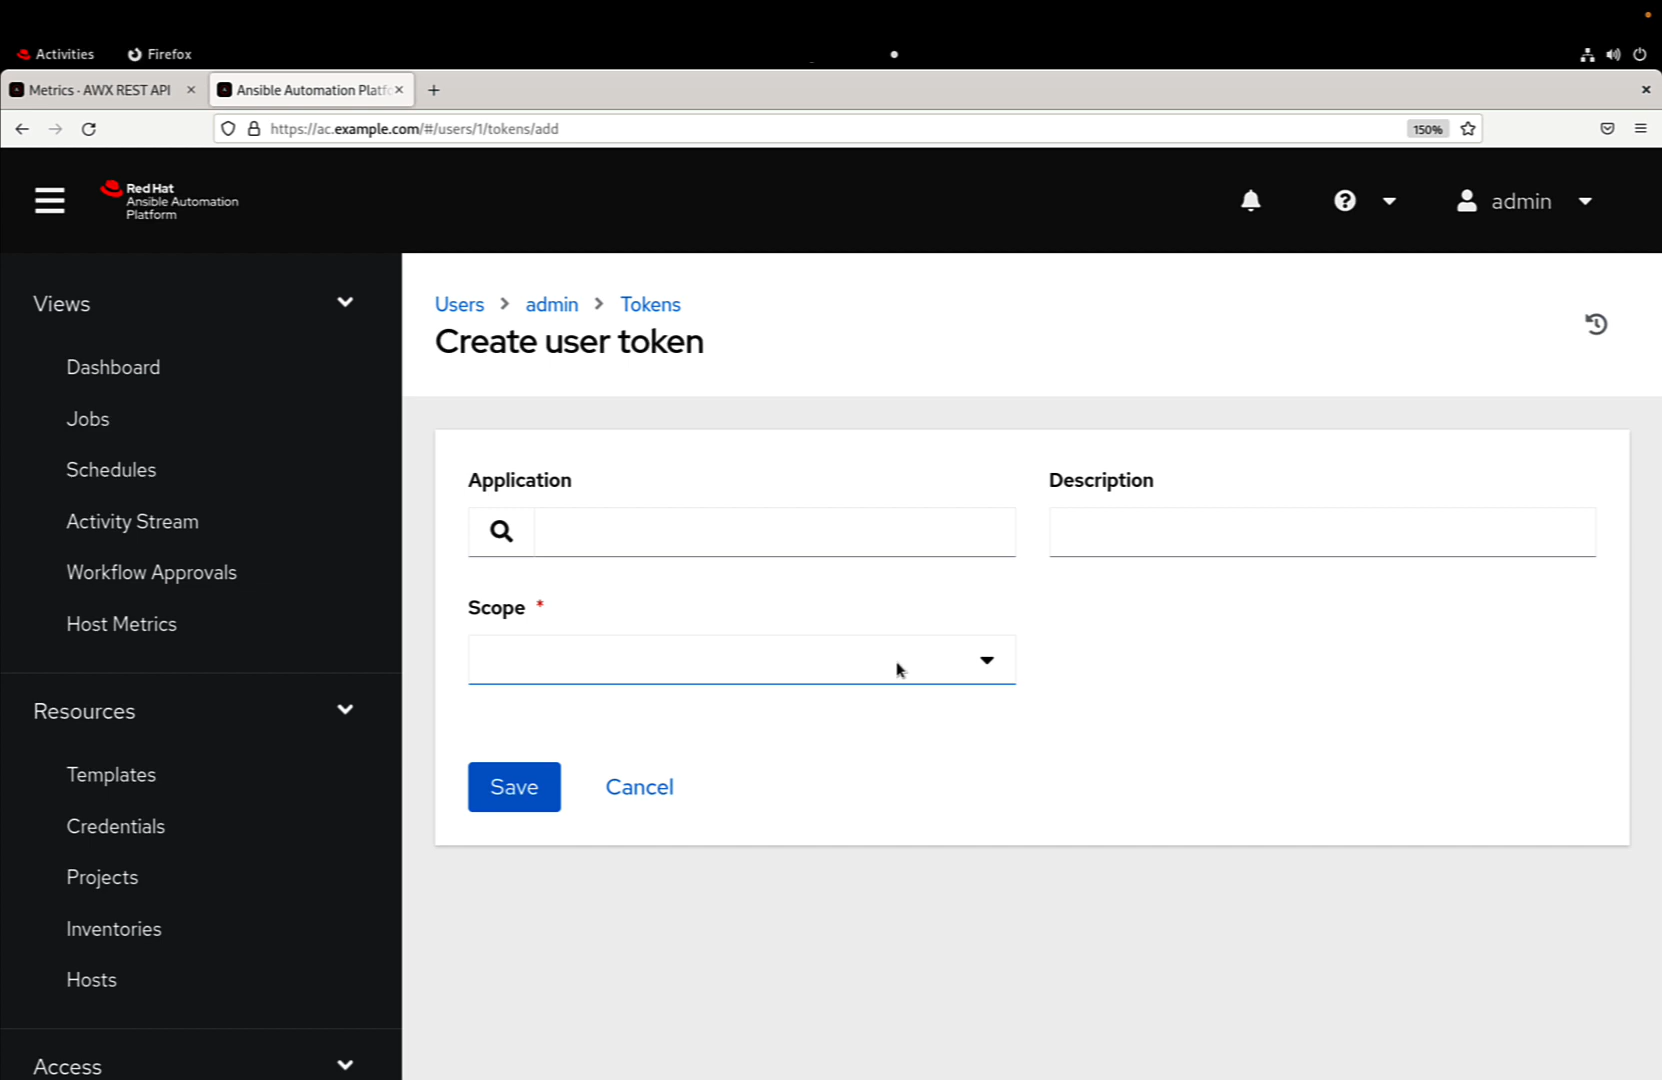 Activities
Firefox
Metrics - AWX REST API
Ansible Automation Platfo
https://ac.example.com/#/users/1/tokens/add
150%
Red Hat
Ansible Automation
Platform
admin
Views
Dashboard
Jobs
Schedules
Activity Stream
Workflow Approvals
Host Metrics
Resources
Templates
Credentials
Projects
Inventories
Hosts
Access
Users > admin > Tokens
Create user token
Application
Description
Scope *
Save
Cancel